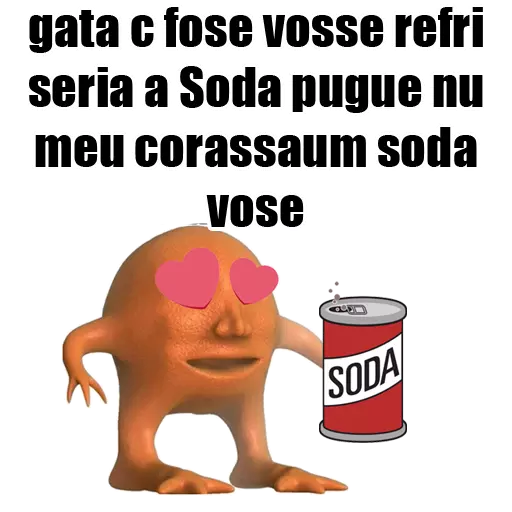 gata c fose vosse refri
seria a Soda pugue nu
meu corassaum soda
vose
SODA